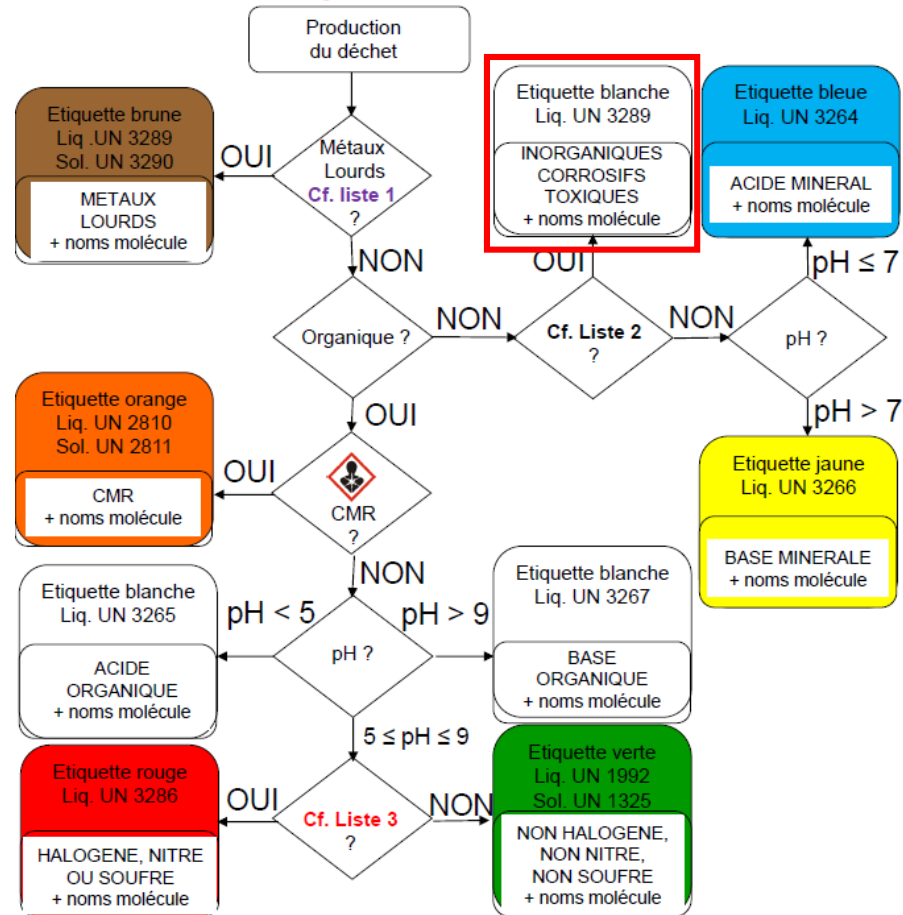 Production
du déchet
Etiquette brune
Liq .UN 3289
Sol. UN 3290
METAUX
LOURDS
+ noms molécule
OUI
Métaux
Lourds
Cf. liste 1
?
NON
Etiquette blanche
Liq. UN 3289
INORGANIQUES
CORROSIFS
TOXIQUES
+ noms molécule
Etiquette bleue
Liq. UN 3264
ACIDE MINERAL
+ noms molécule
OUI
pH ≤ 7
Organique ?
NON
Cf. Liste 2
?
NON
pH ?
OUI
pH > 7
Etiquette orange
Liq. UN 2810
Sol. UN 2811
CMR
+ noms molécule
OUI
CMR
?
NON
Etiquette jaune
Liq. UN 3266
BASE MINERALE
+ noms molécule
Etiquette blanche
Liq. UN 3265
ACIDE
ORGANIQUE
+ noms molécule
pH < 5
pH ?
pH > 9
Etiquette blanche
Liq. UN 3267
BASE
ORGANIQUE
+ noms molécule
5 ≤ pH ≤ 9
Etiquette rouge
Liq. UN 3286
HALOGENE, NITRE
OU SOUFRE
+ noms molécule
OUI
Cf. Liste 3
?
NON
Etiquette verte
Liq. UN 1992
Sol. UN 1325
NON HALOGENE,
NON NITRE,
NON SOUFRE
+ noms molécule